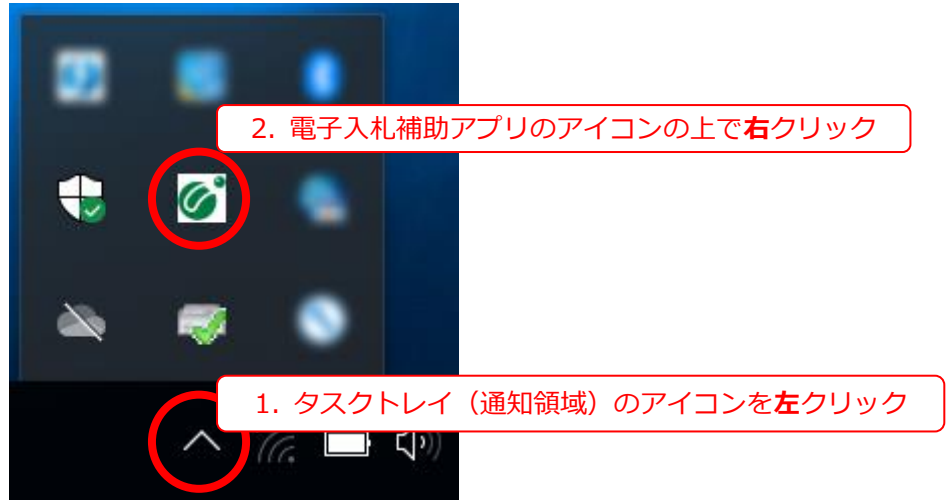 2. 電子入札補助アプリのアイコンの上で右クリック
1. タスクトレイ（通知領域）のアイコンを左クリック